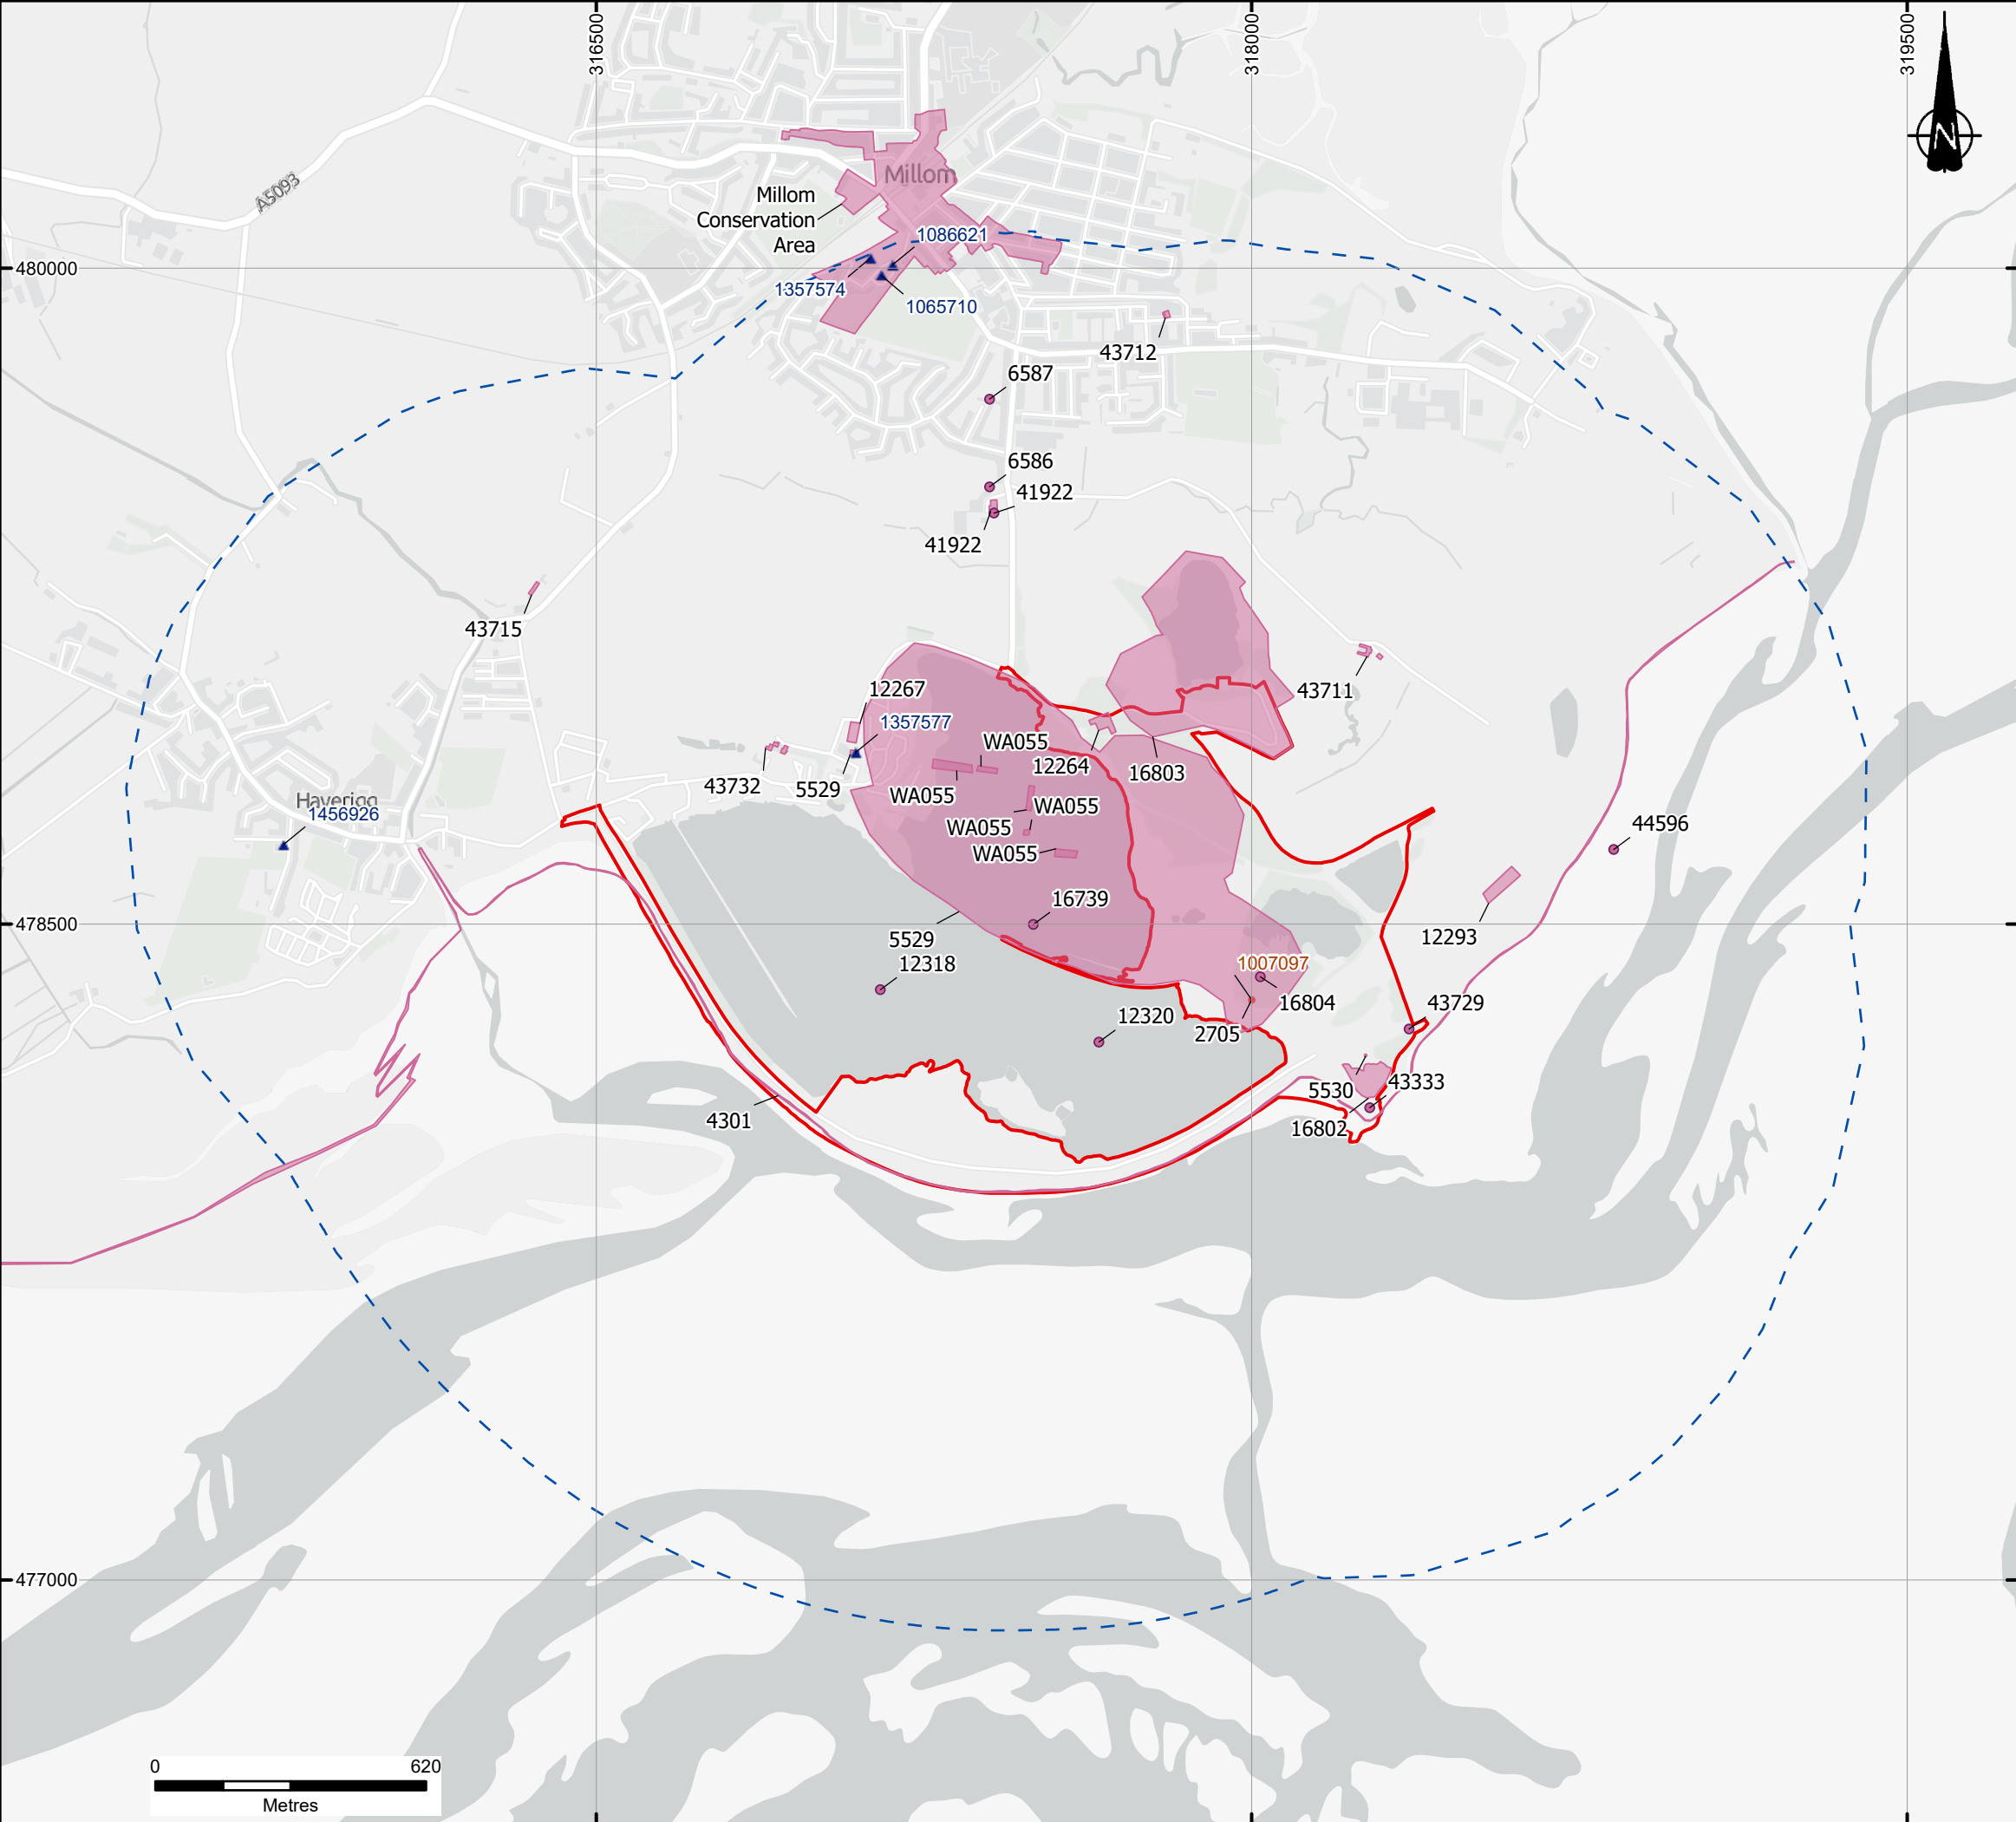 316500
318000
319500
N
A5093
Millom
Millom
Conservation
Area
1086621
480000
1357574
1065710
43712
6587
6586
41922
41922
43715
12267
43711
1357577
WA055
12264
16803
43732
5529
WA055
Haverigg
1456926
WA055
WA055
44596
WA055
16739
478500
5529
12293
12318
1007097
16804
43729
12320
2705
43333
5530
4301
16802
477000
0 620
Metres